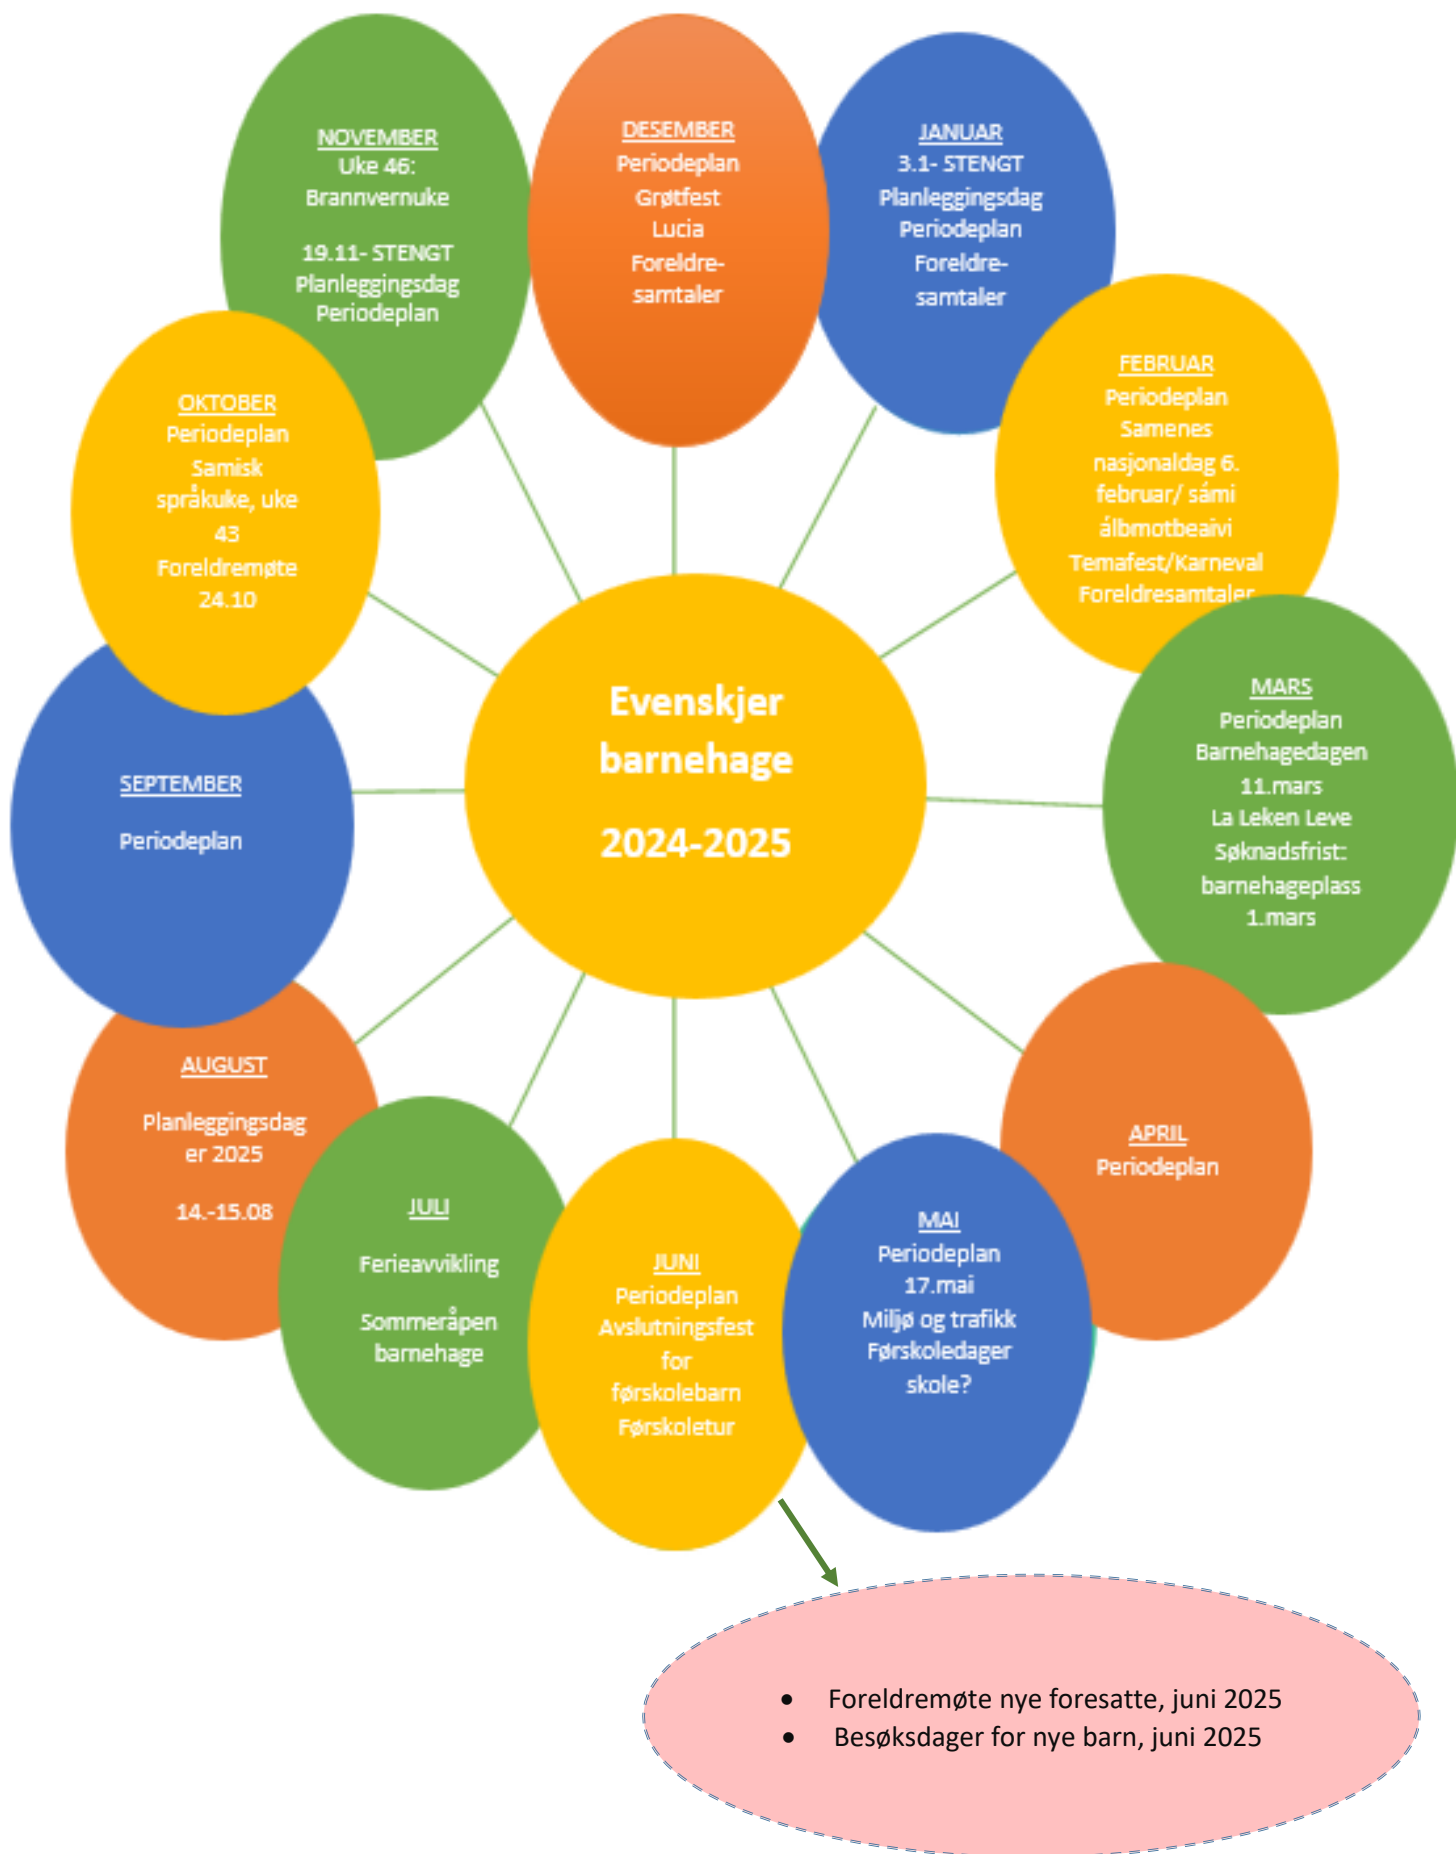 NOVEMBER
Uke 46:
Brannvernuke
19.11- STENGT
Planleggingsdag
Periodeplan
DESEMBER
Periodeplan
Grøtfest
Lucia
Foreldre-
samtaler
JANUAR
3.1- STENGT
Planleggingsdag
Periodeplan
Foreldre-
samtaler
FEBRUAR
Periodeplan
Samenes
nasjonaldag 6.
februar/ sámi
álbmotbeaivi
Temafest/Karneval
Foreldresamtaler
MARS
Periodeplan
Barnehagedagen
11.mars
La Leken Leve
Søknadsfrist:
barnehageplass
1.mars
APRIL
Periodeplan
MAI
Periodeplan
17.mai
Miljø og trafikk
Førskoledager
skole?
JUNI
Periodeplan
Avslutningsfest
for
førskolebarn
Førskoletur
JULI
Ferieavvikling
Sommeråpen
barnehage
AUGUST
Planleggingsdag
er 2025
14.-15.08
SEPTEMBER
Periodeplan
OKTOBER
Periodeplan
Samisk
språkuke, uke
43
Foreldremøte
24.10
Evenskjer
barnehage
2024-2025
• Foreldremøte nye foresatte, juni 2025
• Besøksdager for nye barn, juni 2025